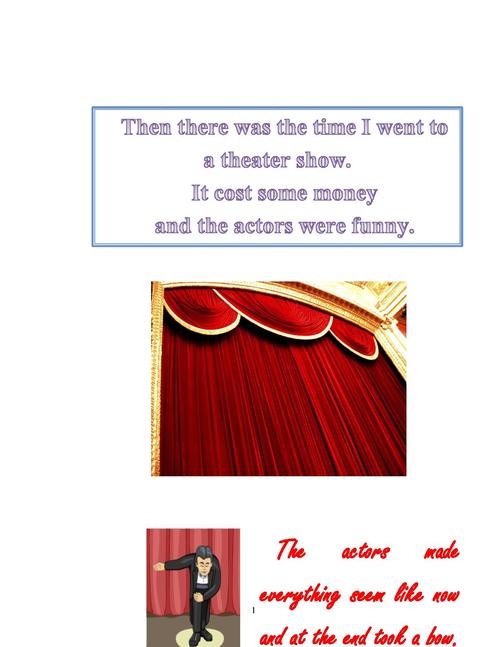 Then there was the time I went to
a theater show.
It cost some money
and the actors were funny.
The actors made
everything seem like now
1
and at the end took a bow.